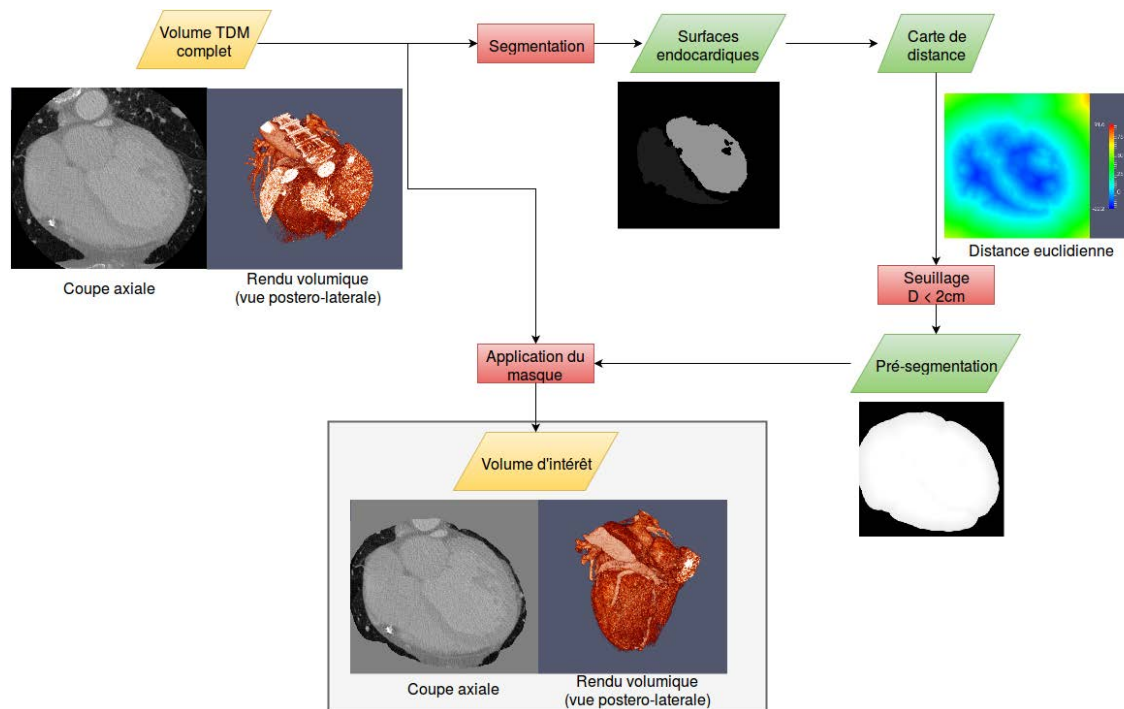 Volume TDM
complet
Segmentation
Surfaces
endocardiques
Carte de
distance
Coupe axiale
Rendu volumique
(vue postero-laterale)
Distance euclidienne
Seuillage
D < 2cm
Application du
masque
Pré-segmentation
Volume d'intérêt
Coupe axiale
Rendu volumique
(vue postero-laterale)